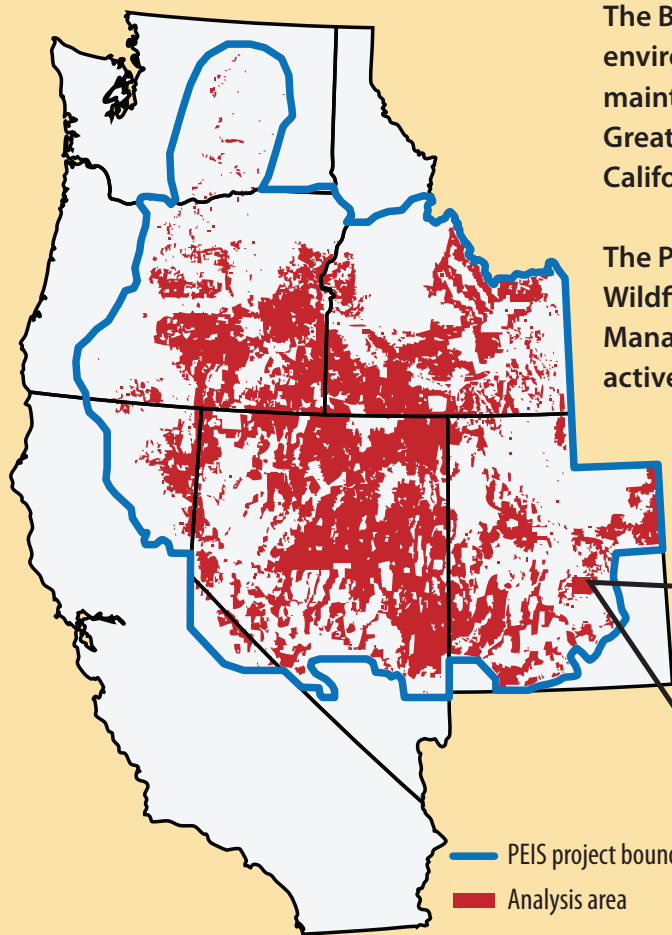 The B
enviro
maint
Great
Califo
The P
Wildf
Mana
active
PEIS project bound
Analysis area